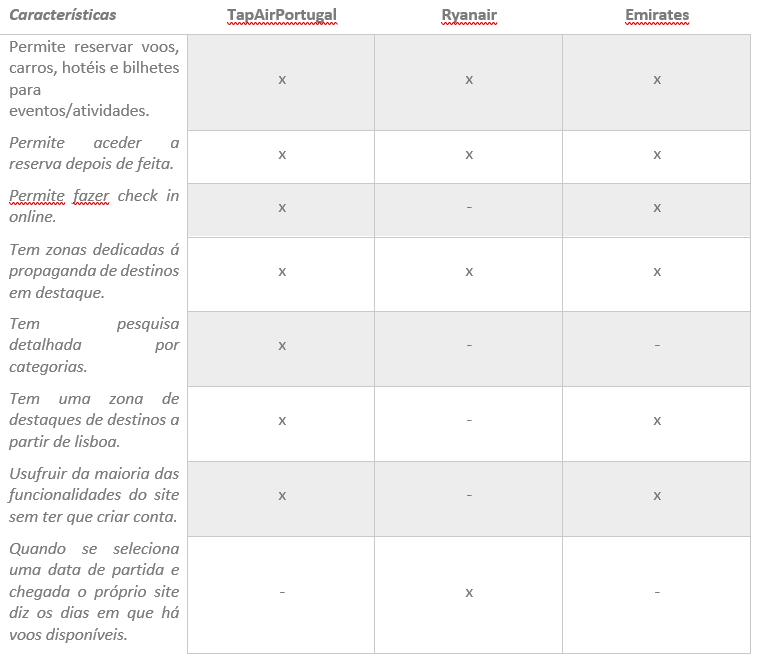 Características TapAirPortugal Ryanair Emirates
Permite reservar voos,
carros, hotéis e bilhetes
para
eventos/atividades.
x x x
Permite aceder a
reserva depois de feita.
x x x
Permite fazer check in
online.
x - x
Tem zonas dedicadas á
propaganda de destinos
em destaque.
x x x
Tem pesquisa
detalhada por
categorias.
x - -
Tem uma zona de
destaques de destinos a
partir de lisboa.
x - x
Usufruir da maioria das
funcionalidades do site
sem ter que criar conta.
x - x
Quando se seleciona
uma data de partida e
chegada o próprio site
diz os dias em que há
voos disponíveis.
- x -